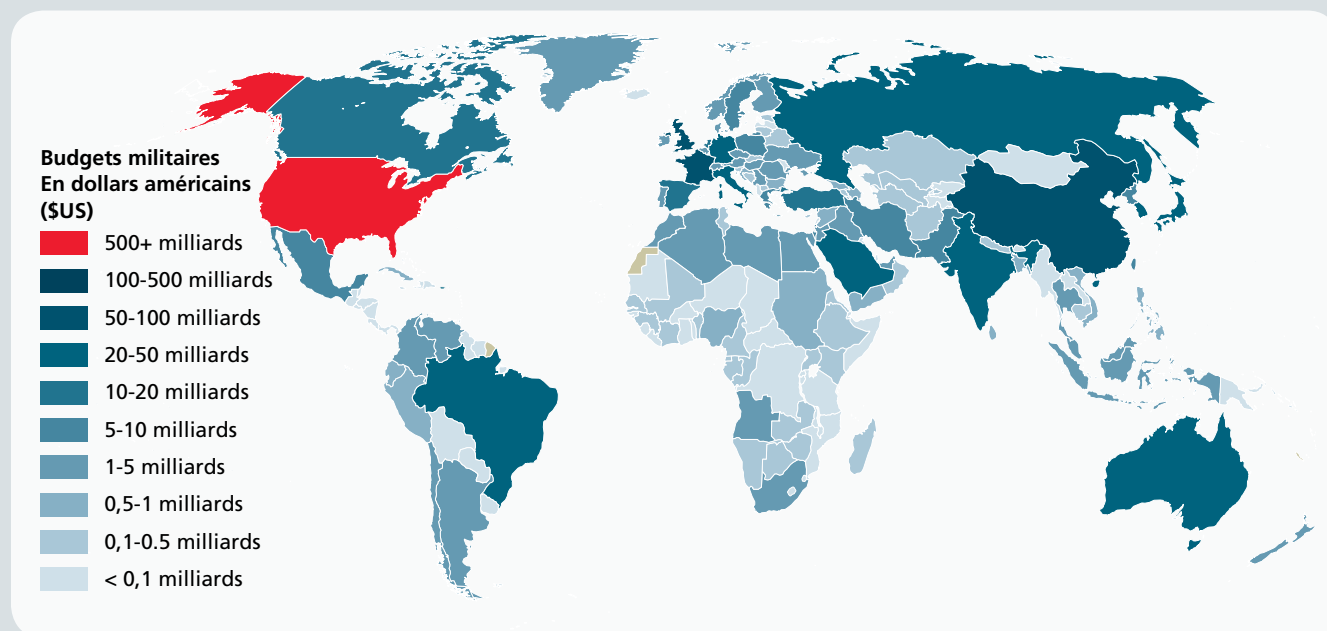 Budgets militaires
En dollars américains
($US)
500+ milliards
100-500 milliards
50-100 milliards
20-50 milliards
10-20 milliards
5-10 milliards
1-5 milliards
0,5-1 milliards
0,1-0.5 milliards
< 0,1 milliards